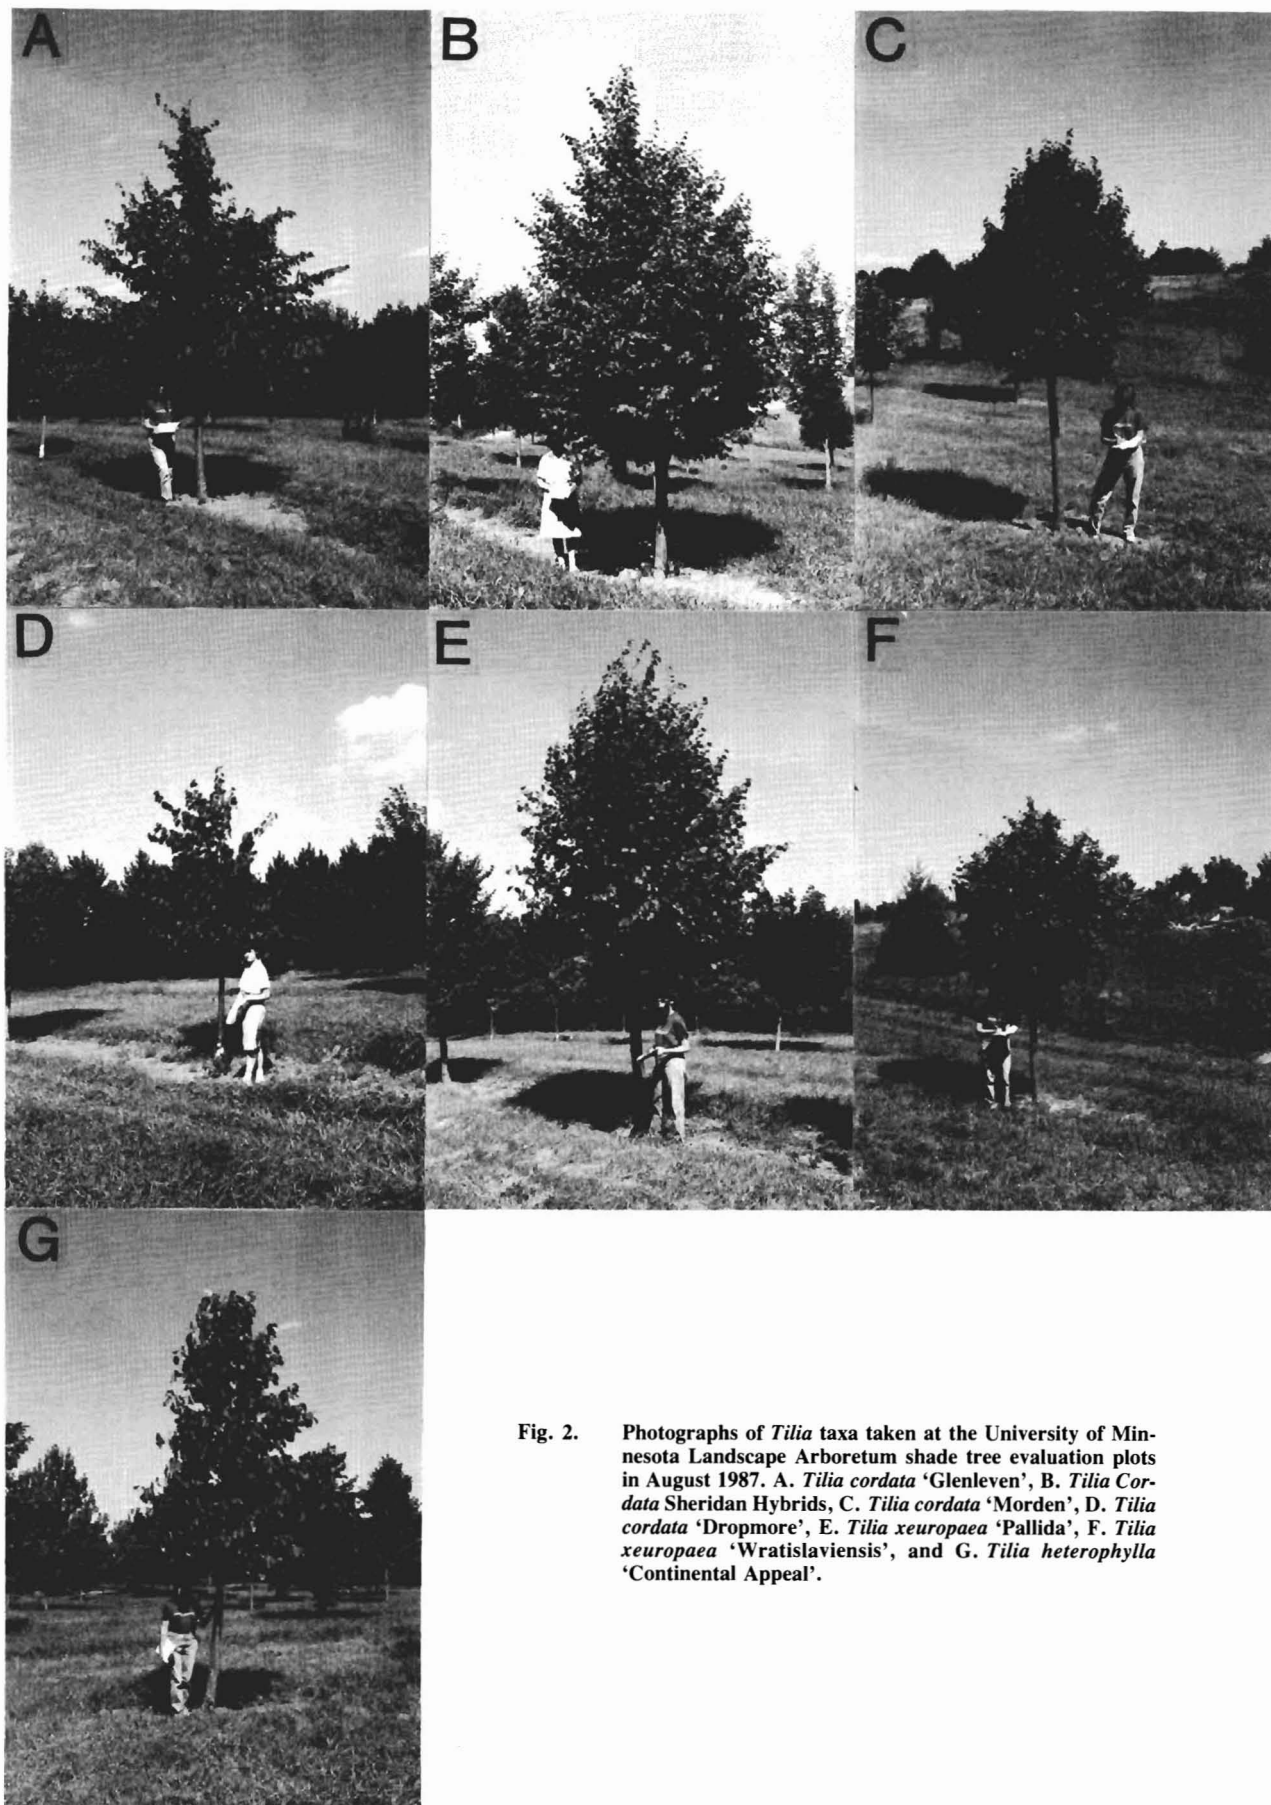 A
B
C
D
E
F
G
Fig. 2. Photographs of Tilia taxa taken at the University of Min-
nesota Landscape Arboretum shade tree evaluation plots
in August 1987. A. Tilia cordata ‘Glenleven’, B. Tilia Cor-
data Sheridan Hybrids, C. Tilia cordata ‘Morden’, D. Tilia
cordata ‘Dropmore’, E. Tilia xeuropaea ‘Pallida’, F. Tilia
xeuropaea ‘Wratislaviensis’, and G. Tilia heterophylla
‘Continental Appeal’.